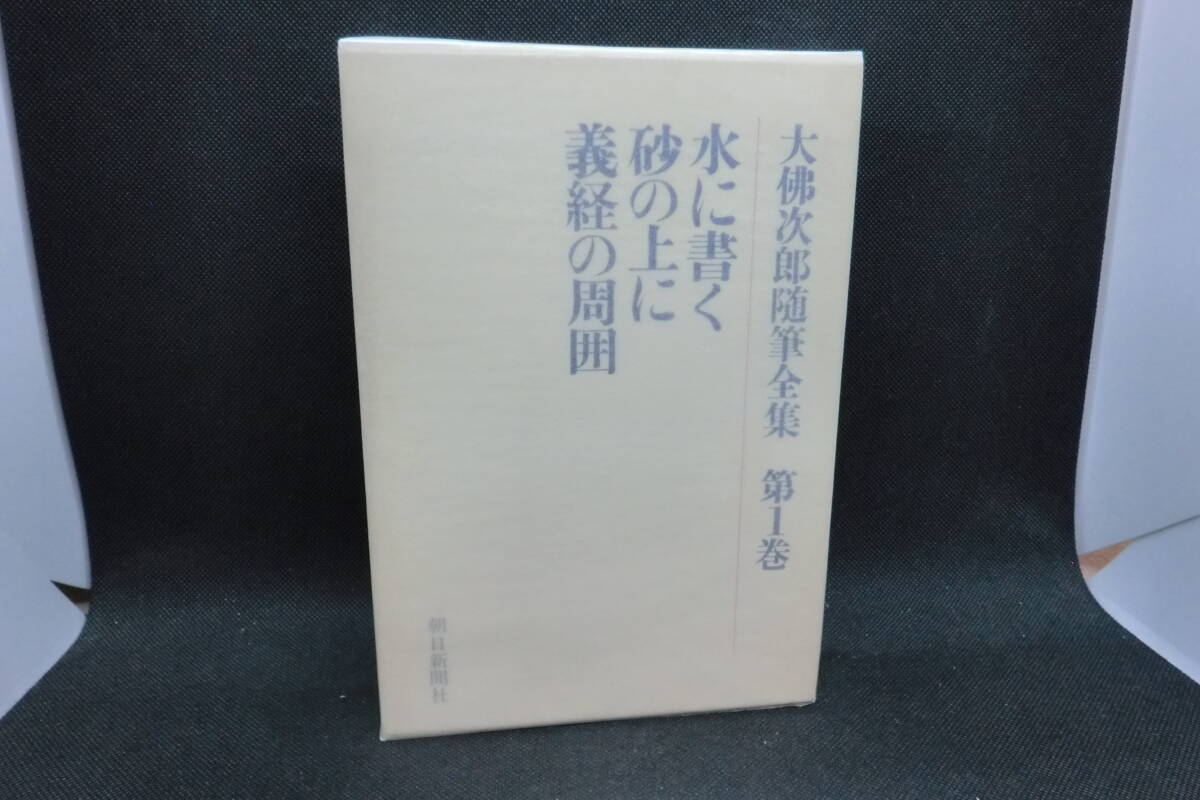 大佛次郎随筆全集 第1巻
水に書く
砂の上に
義経の周囲
朝日新聞社